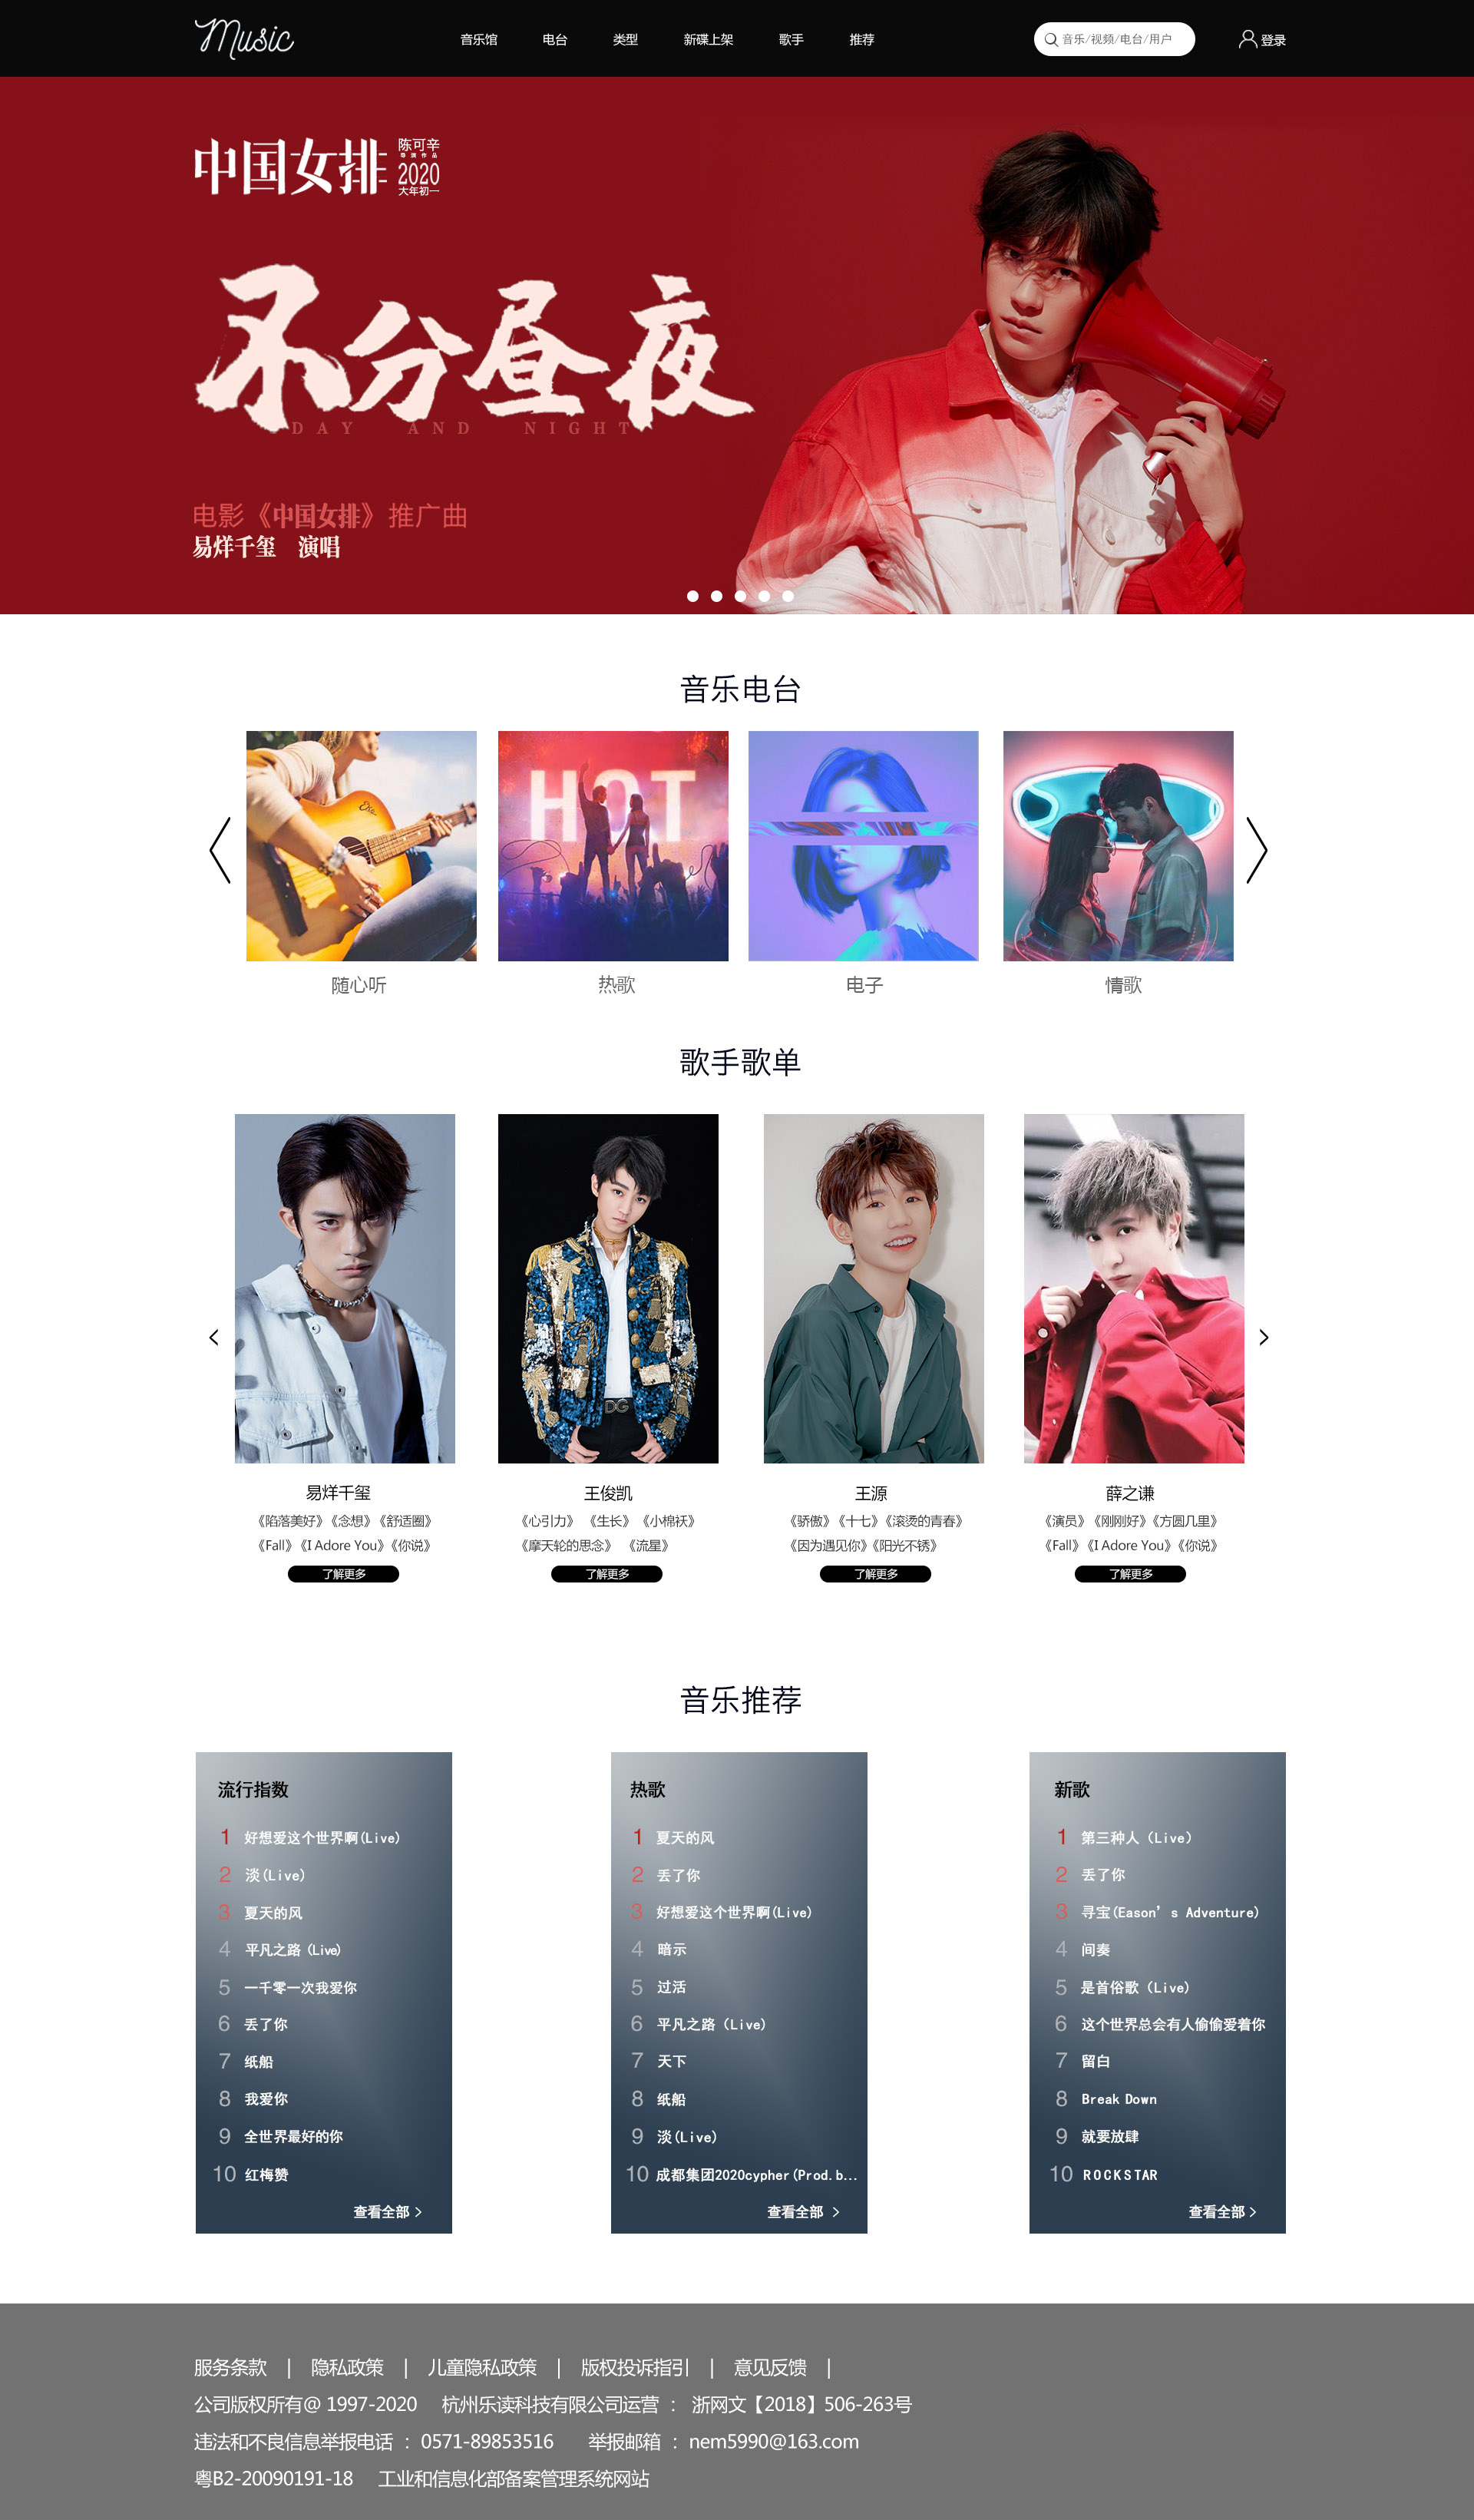 Music
音乐馆 电台 类型 新碟上架 歌手 推荐
音乐/视频/电台/用户
登录
中国女排
陈可辛
导演作品
2020
大年初一
不分昼夜
DAY AND NIGHT
电影《中国女排》推广曲
易烊千玺 演唱
音乐电台
HOT
随心听 热歌 电子 情歌
歌手歌单
DG
易烊千玺
《陷落美好》《念想》《舒适圈》
《Fall》《I Adore You》《你说》
了解更多
王俊凯
《心引力》 《生长》 《小棉袄》
《摩天轮的思念》 《流星》
了解更多
王源
《骄傲》《十七》《滚烫的青春》
《因为遇见你》《阳光不锈》
了解更多
薛之谦
《演员》《刚刚好》《方圆几里》
《Fall》《I Adore You》《你说》
了解更多
音乐推荐
流行指数
1 好想爱这个世界啊(Live)
2 淡(Live)
3 夏天的风
4 平凡之路 (Live)
5 一千零一次我爱你
6 丢了你
7 纸船
8 我爱你
9 全世界最好的你
10 红梅赞
查看全部 >
热歌
1 夏天的风
2 丢了你
3 好想爱这个世界啊(Live)
4 暗示
5 过活
6 平凡之路（Live)
7 天下
8 纸船
9 淡(Live)
10 成都集团2020cypher(Prod.b...
查看全部 >
新歌
1 第三种人（Live）
2 丢了你
3 寻宝(Eason’s Adventure)
4 间奏
5 是首俗歌（Live)
6 这个世界总会有人偷偷爱着你
7 留白
8 Break Down
9 就要放肆
10 ROCKSTAR
查看全部 >
服务条款 | 隐私政策 | 儿童隐私政策 | 版权投诉指引 | 意见反馈 |
公司版权所有@ 1997-2020 杭州乐读科技有限公司运营 ： 浙网文【2018】506-263号
违法和不良信息举报电话 ：0571-89853516 举报邮箱 ：nem5990@163.com
粤B2-20090191-18 工业和信息化部备案管理系统网站